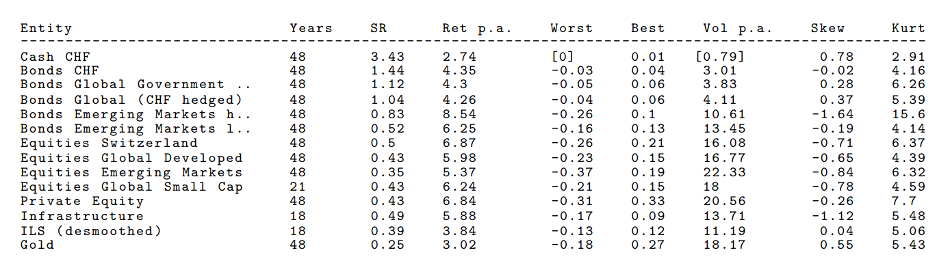 Entity Years SR Ret p.a. Worst Best Vol p.a. Skew Kurt
Cash CHF 48 3.43 2.74 [0] 0.01 [0.79] 0.78 2.91
Bonds CHF 48 1.44 4.35 -0.03 0.04 3.01 -0.02 4.16
Bonds Global Government .. 48 1.12 4.3 -0.05 0.06 3.83 0.28 6.26
Bonds Global (CHF hedged) 48 1.04 4.26 -0.04 0.06 4.11 0.37 5.39
Bonds Emerging Markets h.. 48 0.83 8.54 -0.26 0.1 10.61 -1.64 15.6
Bonds Emerging Markets l.. 48 0.52 6.25 -0.16 0.13 13.45 -0.19 4.14
Equities Switzerland 48 0.5 6.87 -0.26 0.21 16.08 -0.71 6.37
Equities Global Developed 48 0.43 5.98 -0.23 0.15 16.77 -0.65 4.39
Equities Emerging Markets 48 0.35 5.37 -0.37 0.19 22.33 -0.84 6.32
Equities Global Small Cap 21 0.43 6.24 -0.21 0.15 18 -0.78 4.59
Private Equity 48 0.43 6.84 -0.31 0.33 20.56 -0.26 7.7
Infrastructure 18 0.49 5.88 -0.17 0.09 13.71 -1.12 5.48
ILS (desmoothed) 18 0.39 3.84 -0.13 0.12 11.19 0.04 5.06
Gold 48 0.25 3.02 -0.18 0.27 18.17 0.55 5.43